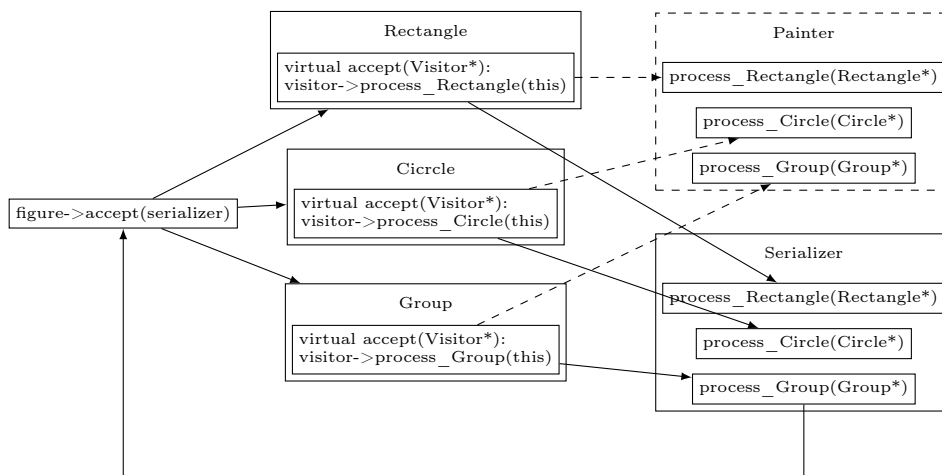 Rectangle
virtual accept(Visitor*):
visitor->process_Rectangle(this)
Painter
process_Rectangle(Rectangle*)
process_Circle(Circle*)
process_Group(Group*)
Cicrcle
virtual accept(Visitor*):
visitor->process_Circle(this)
figure->accept(serializer)
Group
virtual accept(Visitor*):
visitor->process_Group(this)
Serializer
process_Rectangle(Rectangle*)
process_Circle(Circle*)
process_Group(Group*)